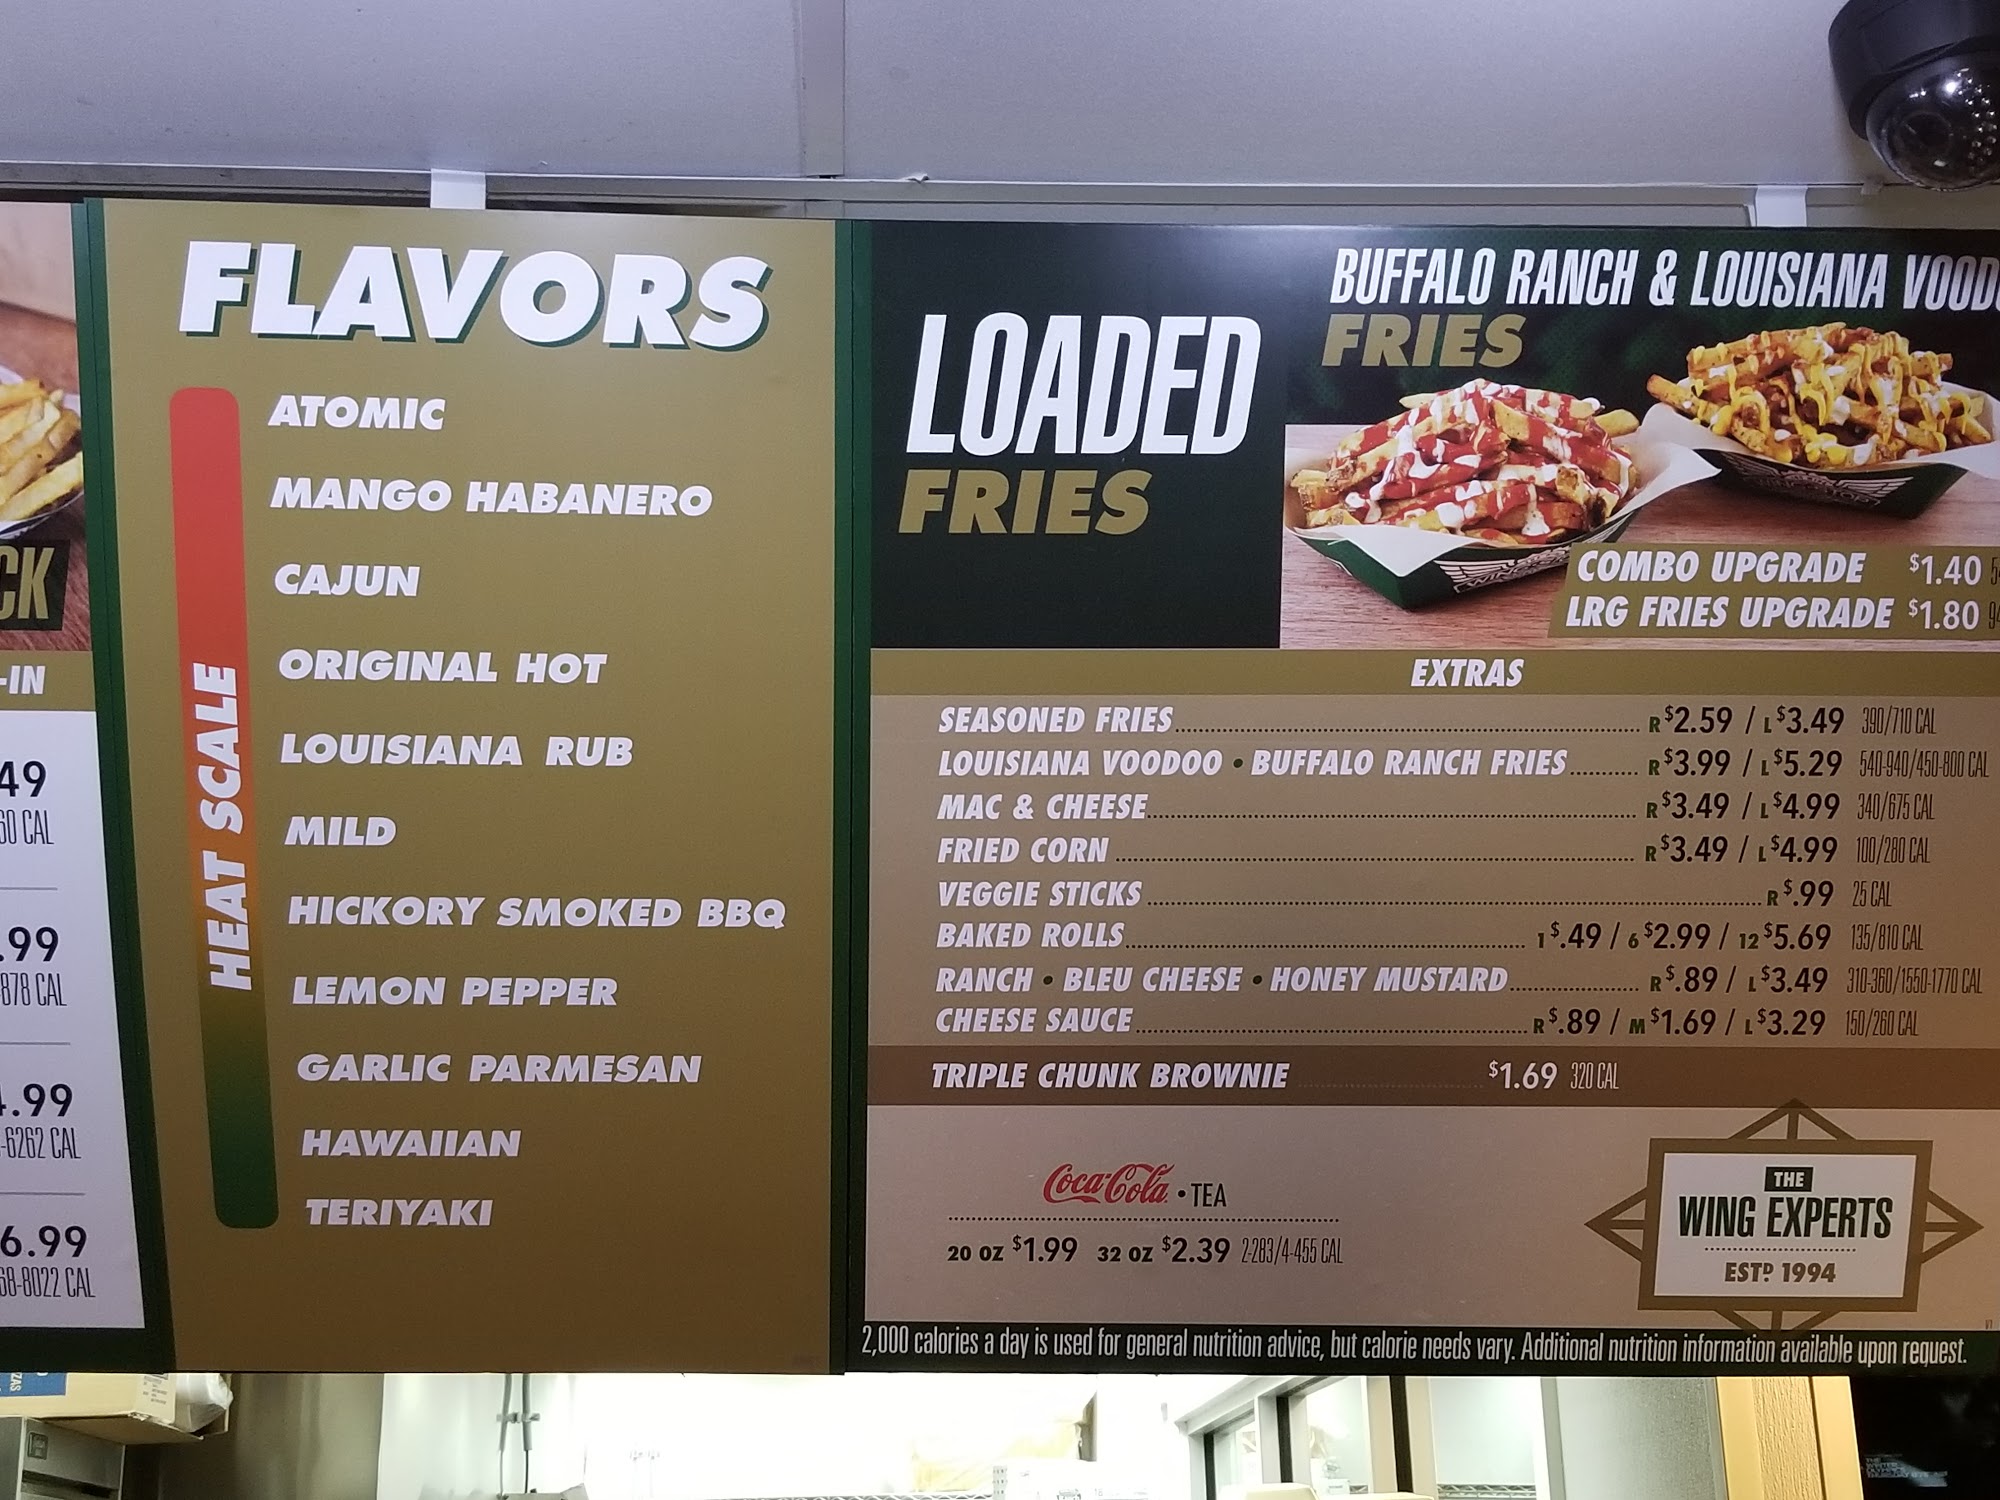 CK
-IN
49
60 CAL
.99
878 CAL
.99
-6262 CAL
6.99
68-8022 CAL
FLAVORS
HEAT SCALE
ATOMIC
MANGO HABANERO
CAJUN
ORIGINAL HOT
LOUISIANA RUB
MILD
HICKORY SMOKED BBQ
LEMON PEPPER
GARLIC PARMESAN
HAWAIIAN
TERIYAKI
LOADED
FRIES
BUFFALO RANCH & LOUISIANA VOOD
FRIES
COMBO UPGRADE $1.40
LRG FRIES UPGRADE $1.80
EXTRAS
SEASONED FRIES R $2.59 / L $3.49 390/710 CAL
LOUISIANA VOODOO • BUFFALO RANCH FRIES R $3.99 / L $5.29 540-940/450-800 CAL
MAC & CHEESE R $3.49 / L $4.99 340/675 CAL
FRIED CORN R $3.49 / L $4.99 100/280 CAL
VEGGIE STICKS R $.99 25 CAL
BAKED ROLLS 1 $.49 / 6 $2.99 / 12 $5.69 135/810 CAL
RANCH • BLEU CHEESE • HONEY MUSTARD R $.89 / L $3.49 310-360/1550-1770 CAL
CHEESE SAUCE R $.89 / M $1.69 / L $3.29 150/260 CAL
TRIPLE CHUNK BROWNIE $1.69 320 CAL
Coca-Cola • TEA
20 OZ $1.99 32 OZ $2.39 2-283/4-455 CAL
THE
WING EXPERTS
ESTD 1994
2,000 calories a day is used for general nutrition advice, but calorie needs vary. Additional nutrition information available upon request.